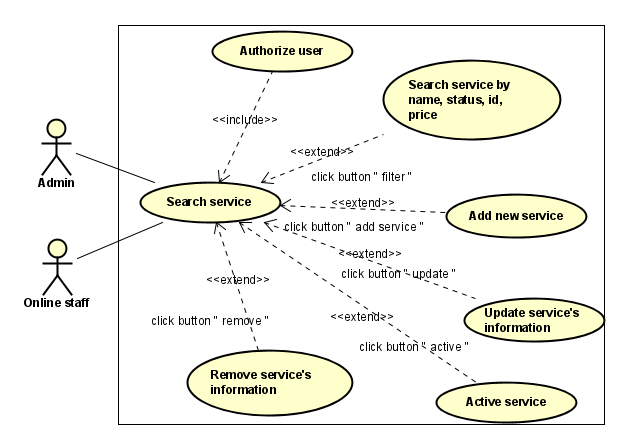 Authorize user
Search service by
name, status, id,
price
<<include>>
<<extend>>
click button " filter "
Admin
Search service
<<extend>>
Add new service
click button " add service "
<<extend>>
click button " update "
Online staff
<<extend>>
Update service's
information
click button " remove "
<<extend>>
click button " active "
Remove service's
information
Active service